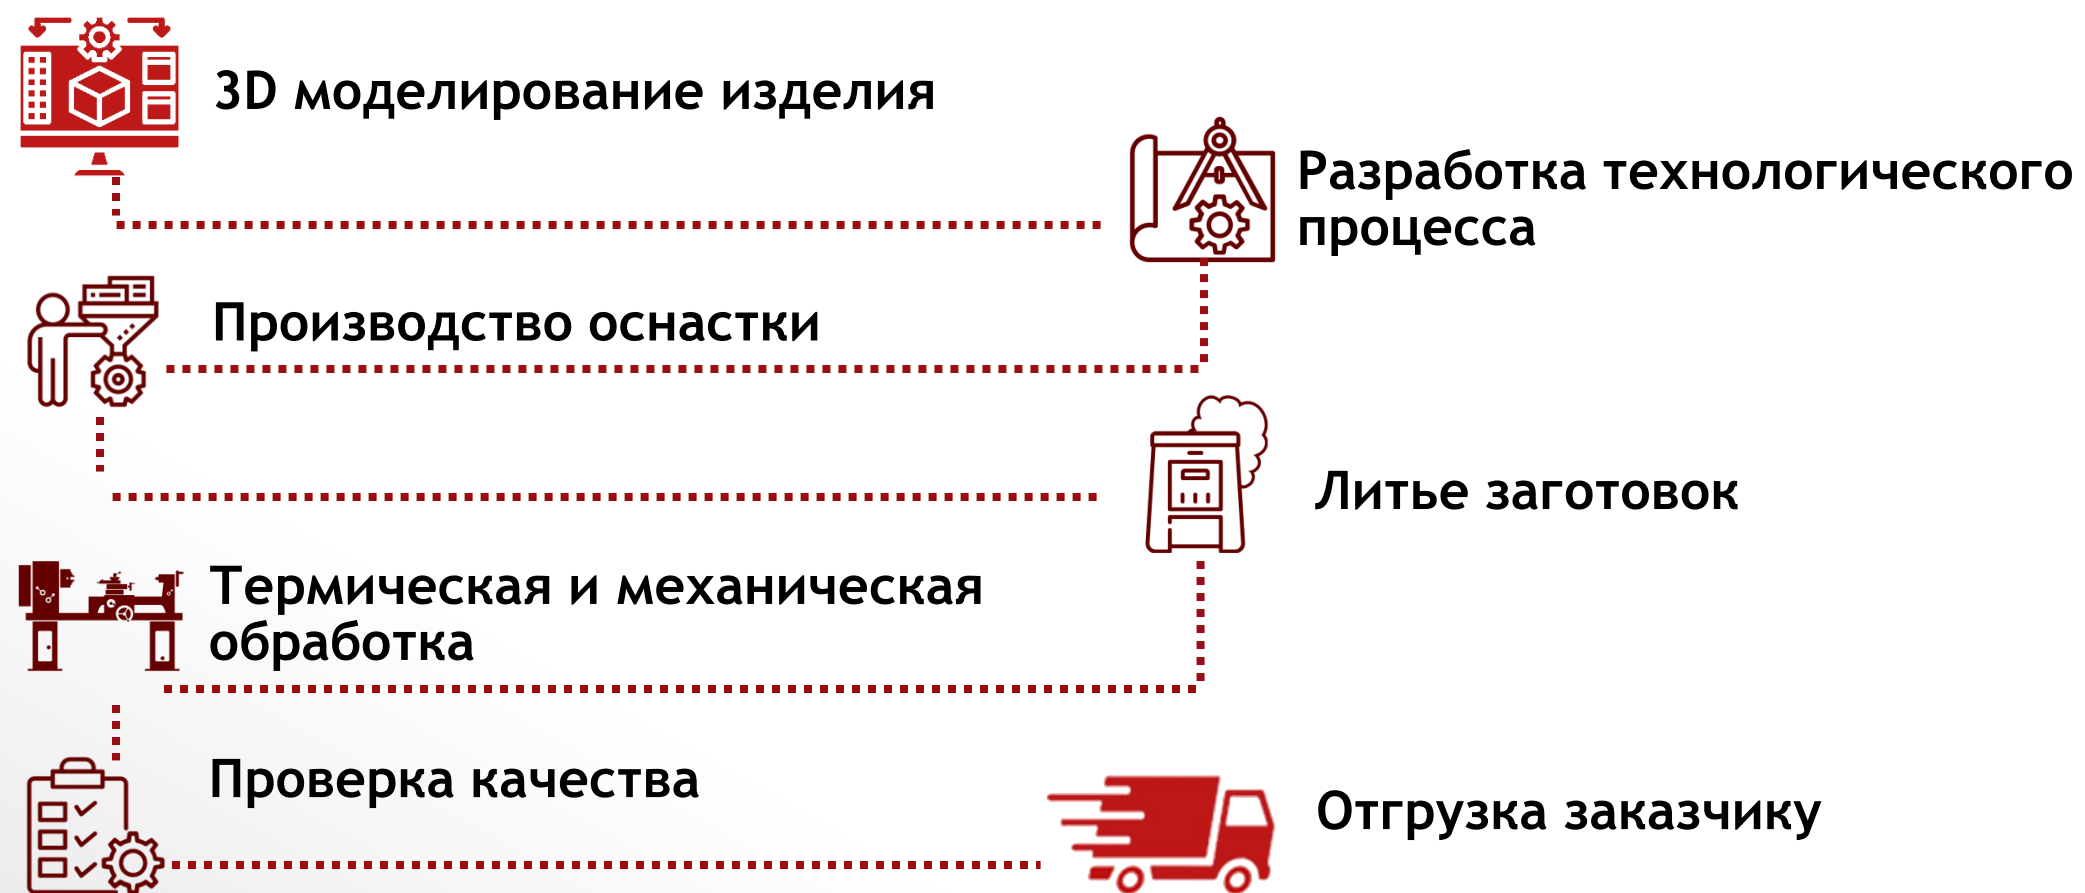 3D моделирование изделия
Разработка технологического
процесса
Производство оснастки
Литье заготовок
Термическая и механическая
обработка
Проверка качества
Отгрузка заказчику